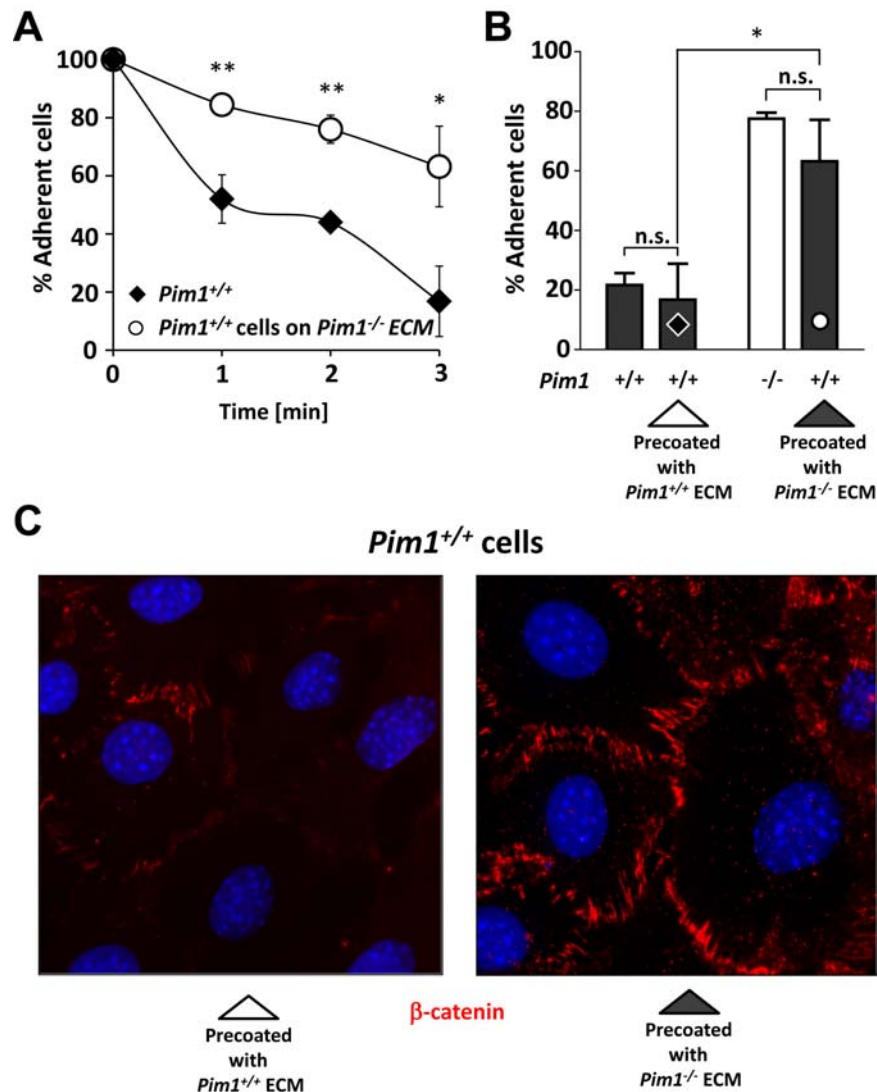 A
% Adherent cells
100
80
60
40
20
0
**
**
*
Pim1+/+
Pim1+/+ cells on Pim1-/- ECM
0 1 2 3
Time [min]
B
% Adherent cells
100
80
60
40
20
0
*
n.s.
n.s.
Pim1 +/+ +/+ -/- +/+
Precoated
with
Pim1+/+ ECM
Precoated
with
Pim1-/- ECM
C
Pim1+/+ cells
Precoated
with
Pim1+/+ ECM
β-catenin
Precoated
with
Pim1-/- ECM